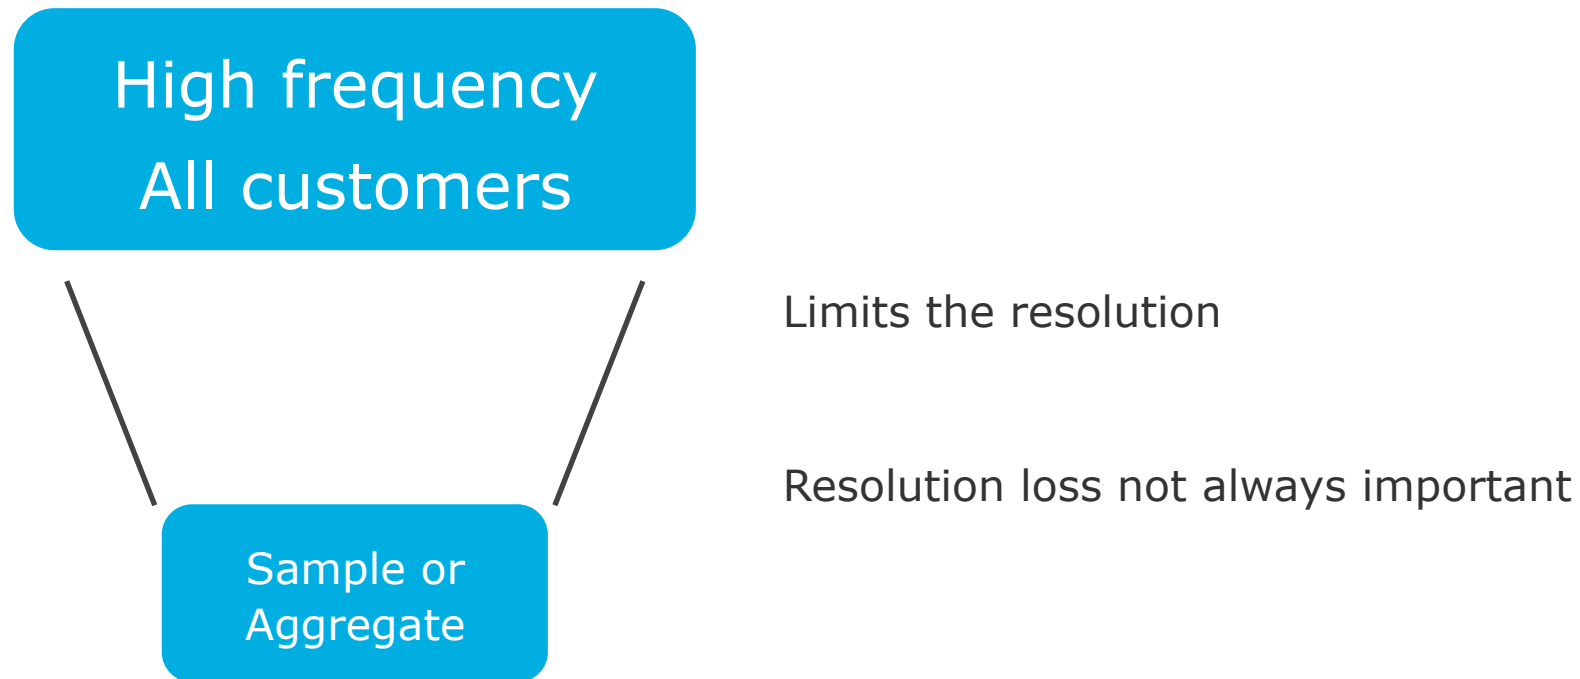 High frequency
All customers
Limits the resolution
Resolution loss not always important
Sample or
Aggregate